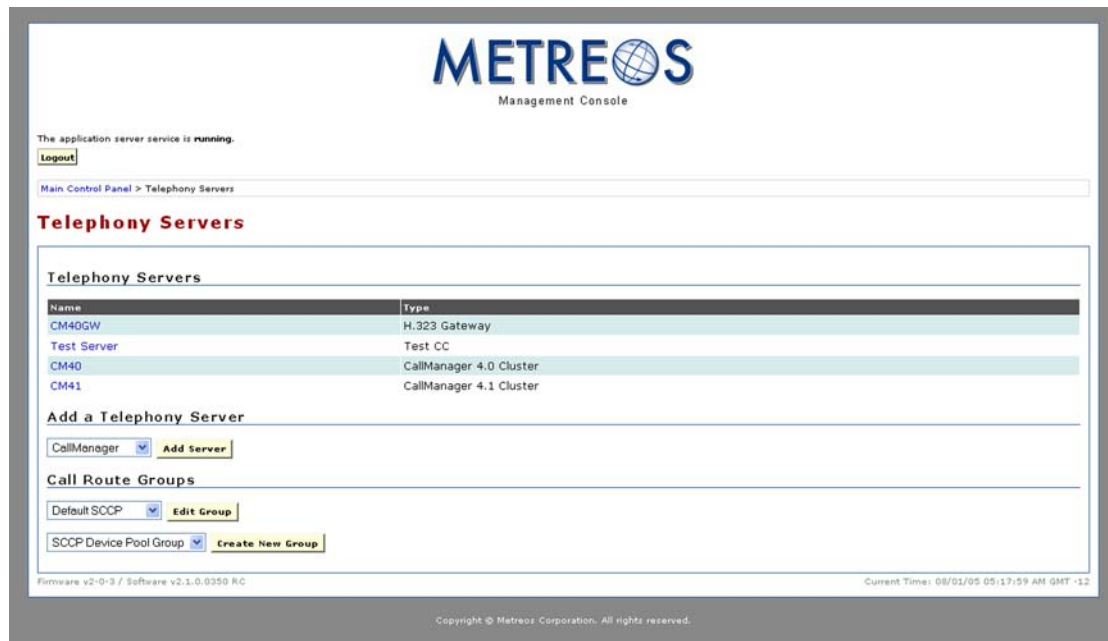 METREOS
Management Console
The application server service is running.
Logout
Main Control Panel > Telephony Servers
Telephony Servers
Telephony Servers
Name Type
CM40GW H.323 Gateway
Test Server Test CC
CM40 CallManager 4.0 Cluster
CM41 CallManager 4.1 Cluster
Add a Telephony Server
CallManager Add Server
Call Route Groups
Default SCCP Edit Group
SCCP Device Pool Group Create New Group
Firmware v2-0-3 / Software v2.1.0.0350 RC Current Time: 08/01/05 05:17:59 AM GMT -12
Copyright © Metreos Corporation. All rights reserved.